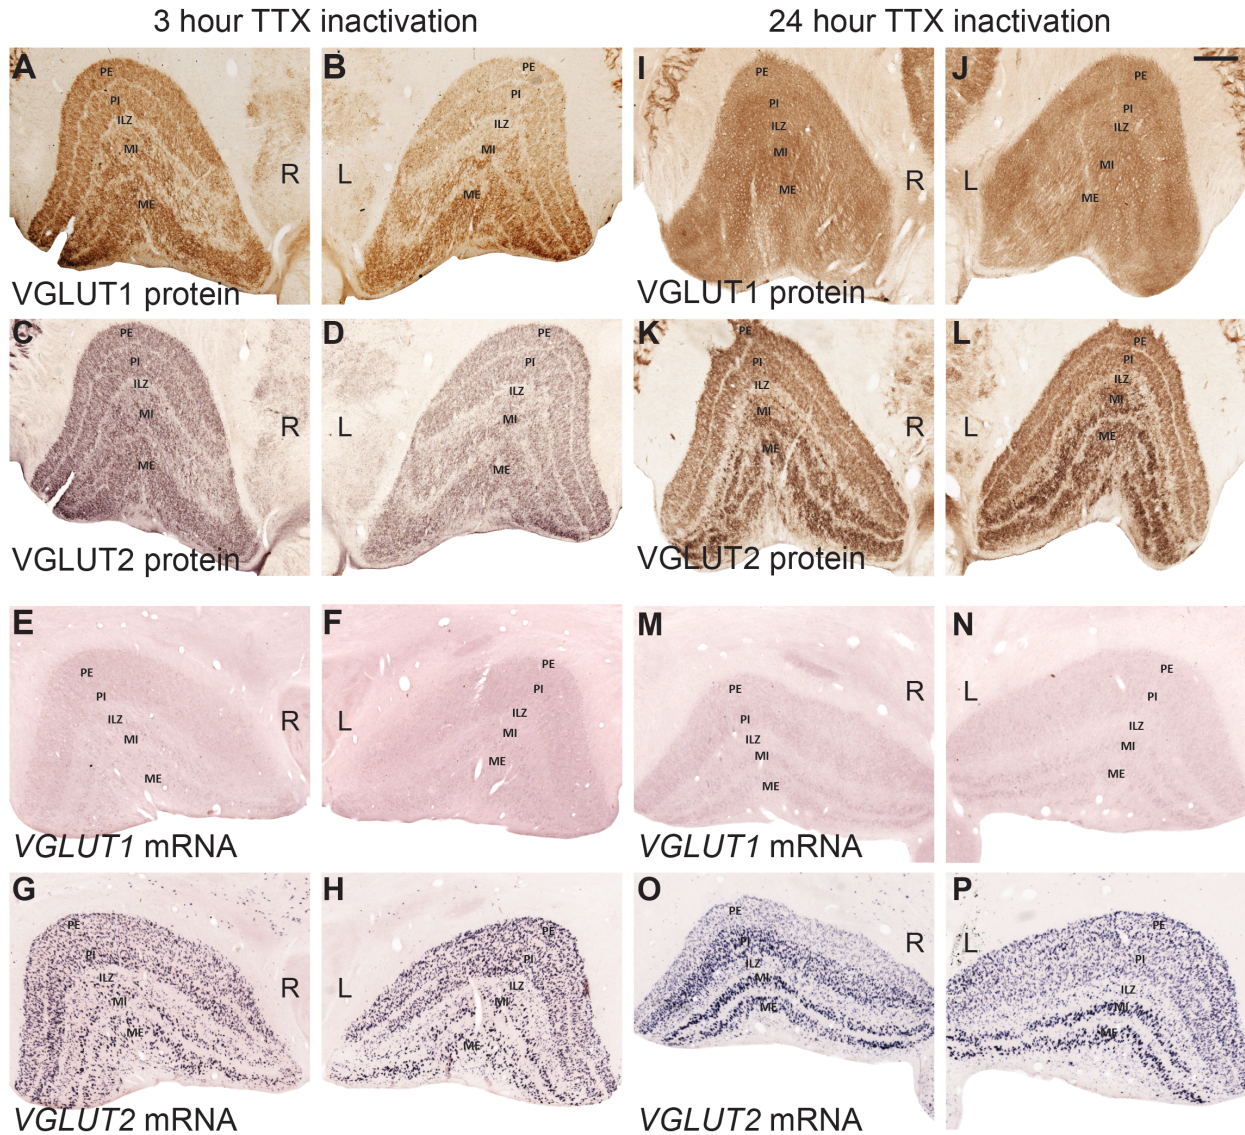 3 hour TTX inactivation
24 hour TTX inactivation
A
PE
PI
ILZ
MI
ME
R
VGLUT1 protein
B
PE
PI
ILZ
MI
ME
L
I
PE
PI
ILZ
MI
ME
R
VGLUT1 protein
J
PE
PI
ILZ
MI
ME
L
C
PE
PI
ILZ
MI
ME
R
VGLUT2 protein
D
PE
PI
ILZ
MI
ME
L
K
PE
PI
ILZ
MI
ME
R
VGLUT2 protein
L
PE
PI
ILZ
MI
ME
L
E
PE
PI
ILZ
MI
ME
R
VGLUT1 mRNA
F
PE
PI
ILZ
MI
ME
L
M
PE
PI
ILZ
MI
ME
R
VGLUT1 mRNA
N
PE
PI
ILZ
MI
ME
L
G
PE
PI
ILZ
MI
ME
R
VGLUT2 mRNA
H
PE
PI
ILZ
MI
ME
L
O
PE
PI
ILZ
MI
ME
R
VGLUT2 mRNA
P
PE
PI
ILZ
MI
ME
L